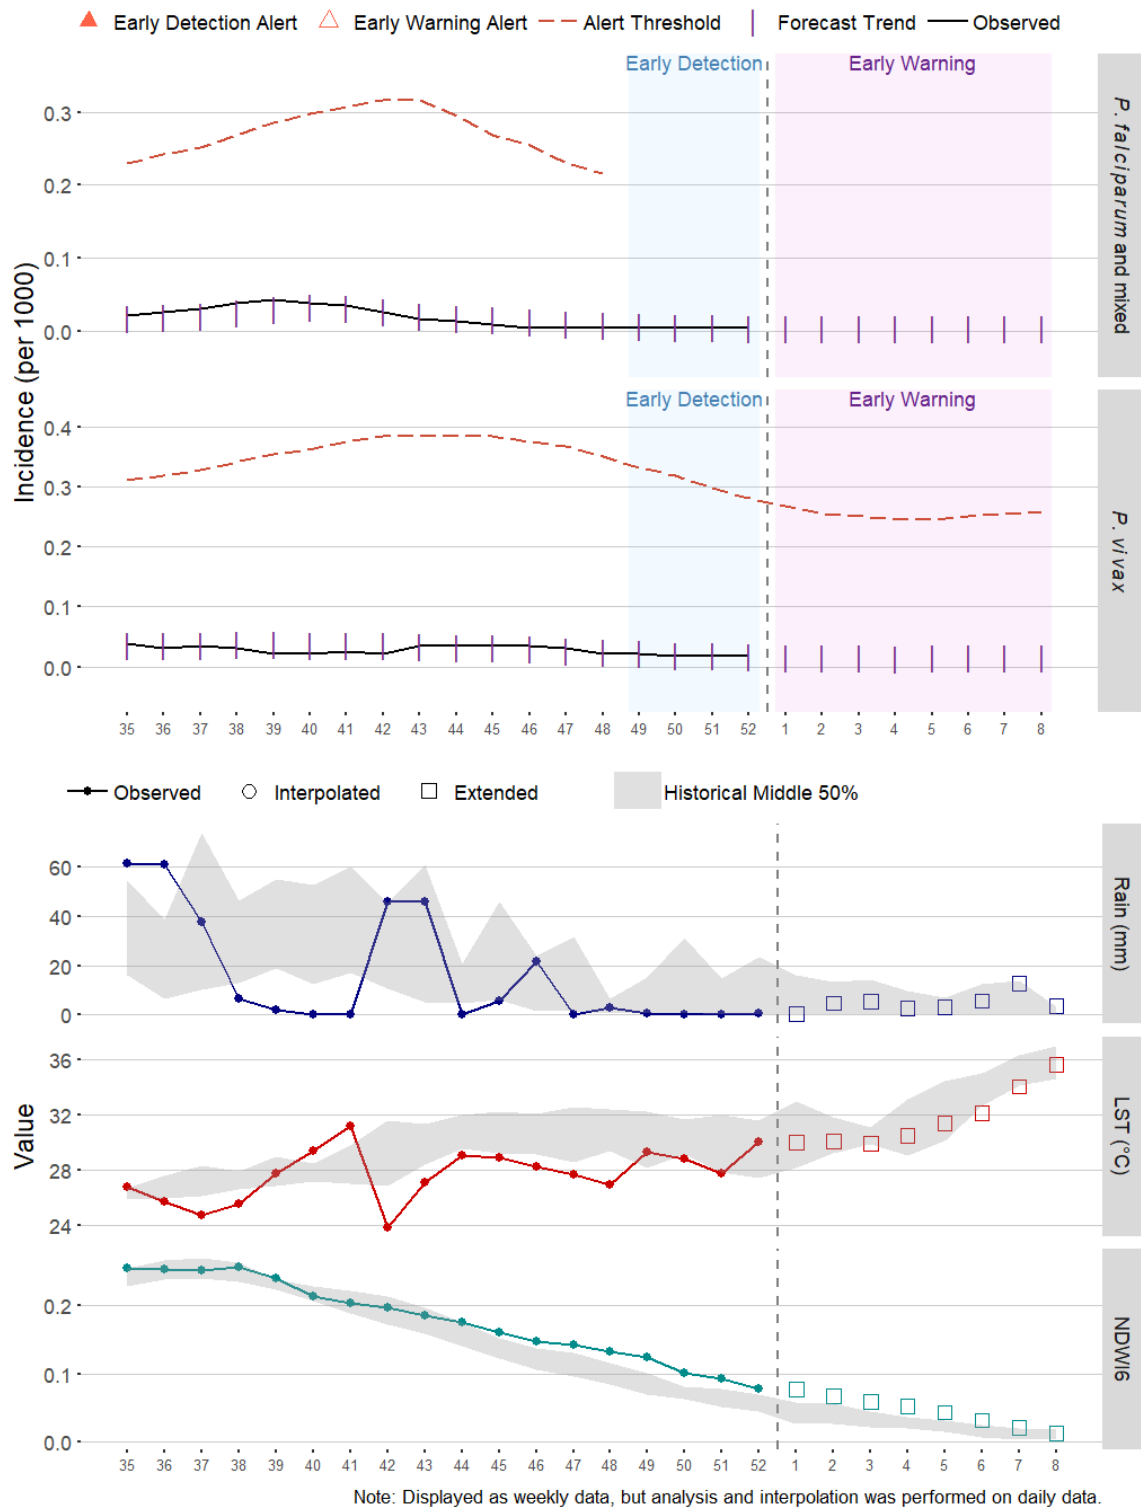 Early Detection Alert Early Warning Alert Alert Threshold Forecast Trend Observed
Early Detection Early Warning
0.3
0.2
0.1
0.0
P. falciparum and mixed
Incidence (per 1000)
Early Detection Early Warning
0.4
0.3
0.2
0.1
0.0
P. vivax
35 36 37 38 39 40 41 42 43 44 45 46 47 48 49 50 51 52 1 2 3 4 5 6 7 8
Observed Interpolated Extended Historical Middle 50%
60
40
20
0
Rain (mm)
Value
36
32
28
24
LST (°C)
0.2
0.1
0.0
NDWI6
35 36 37 38 39 40 41 42 43 44 45 46 47 48 49 50 51 52 1 2 3 4 5 6 7 8
Note: Displayed as weekly data, but analysis and interpolation was performed on daily data.